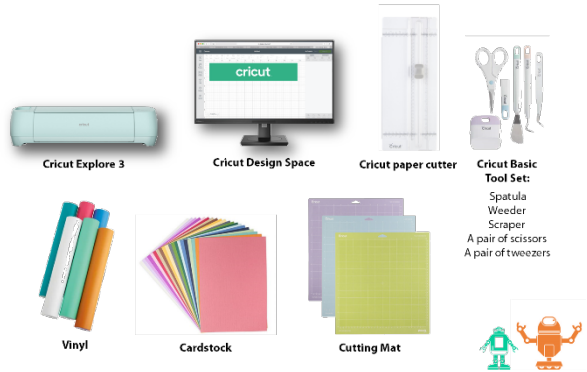 cricut
Cricut Explore 3
Cricut Design Space
Cricut paper cutter
Cricut Basic
Tool Set:
Spatula
Weeder
Scraper
A pair of scissors
A pair of tweezers
Vinyl
Cardstock
Cutting Mat